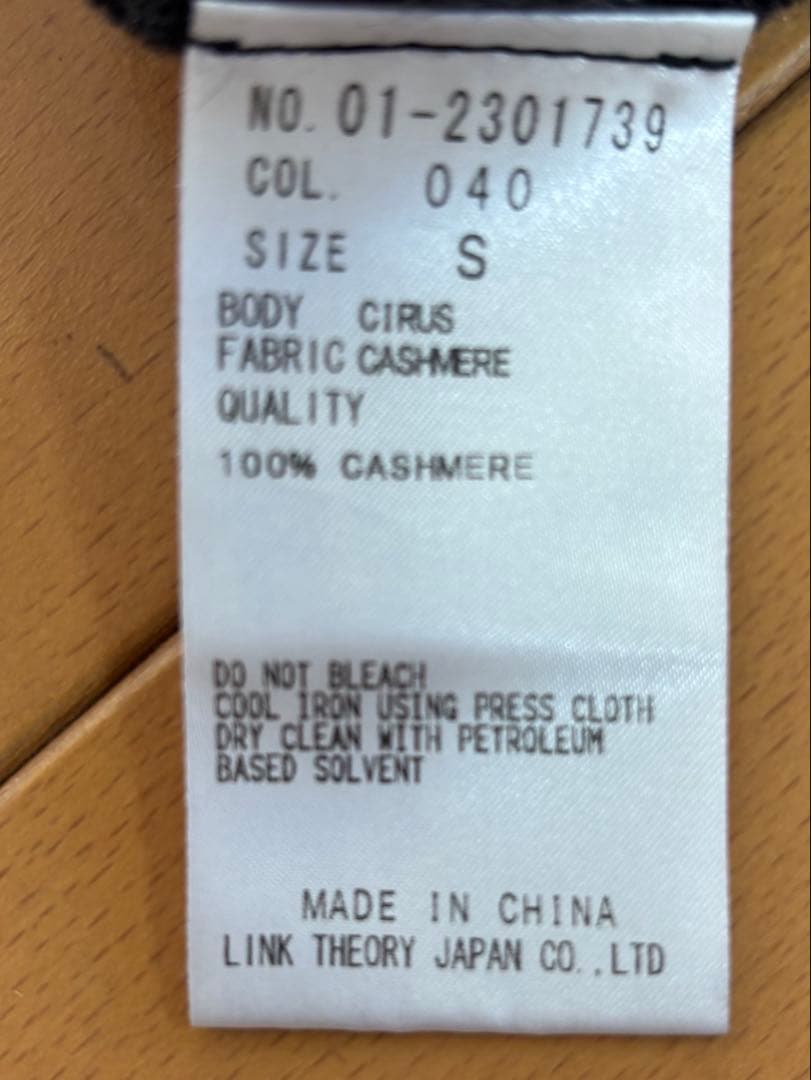 NO. 01-2301739
COL. 040
SIZE S
BODY CIRUS
FABRIC CASHMERE
QUALITY
100% CASHMERE
DO NOT BLEACH
COOL IRON USING PRESS CLOTH
DRY CLEAN WITH PETROLEUM
BASED SOLVENT
MADE IN CHINA
LINK THEORY JAPAN CO.,LTD